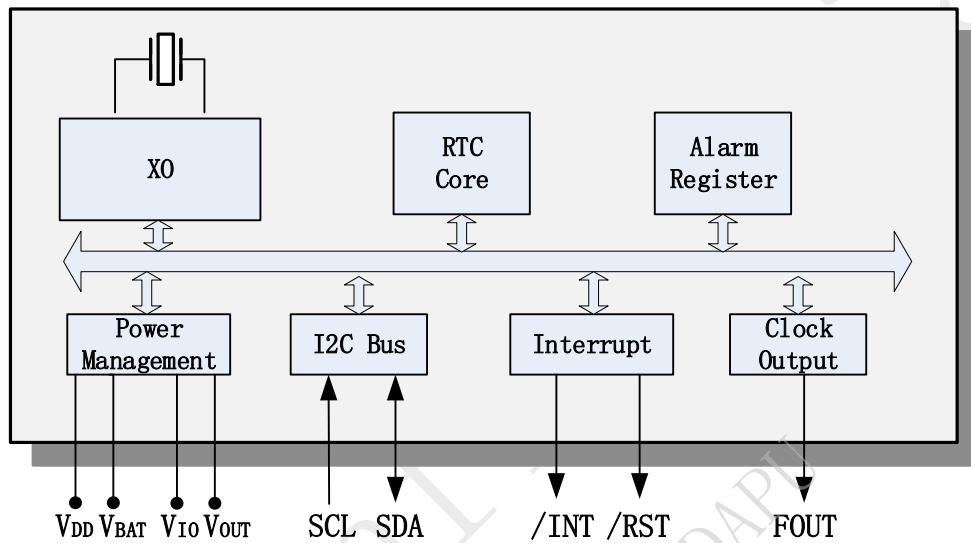 XO
RTC
Core
Alarm
Register
Power
Management
I2C Bus
Interrupt
Clock
Output
VDD VBAT VIO VOUT SCL SDA /INT /RST FOUT
DAPU